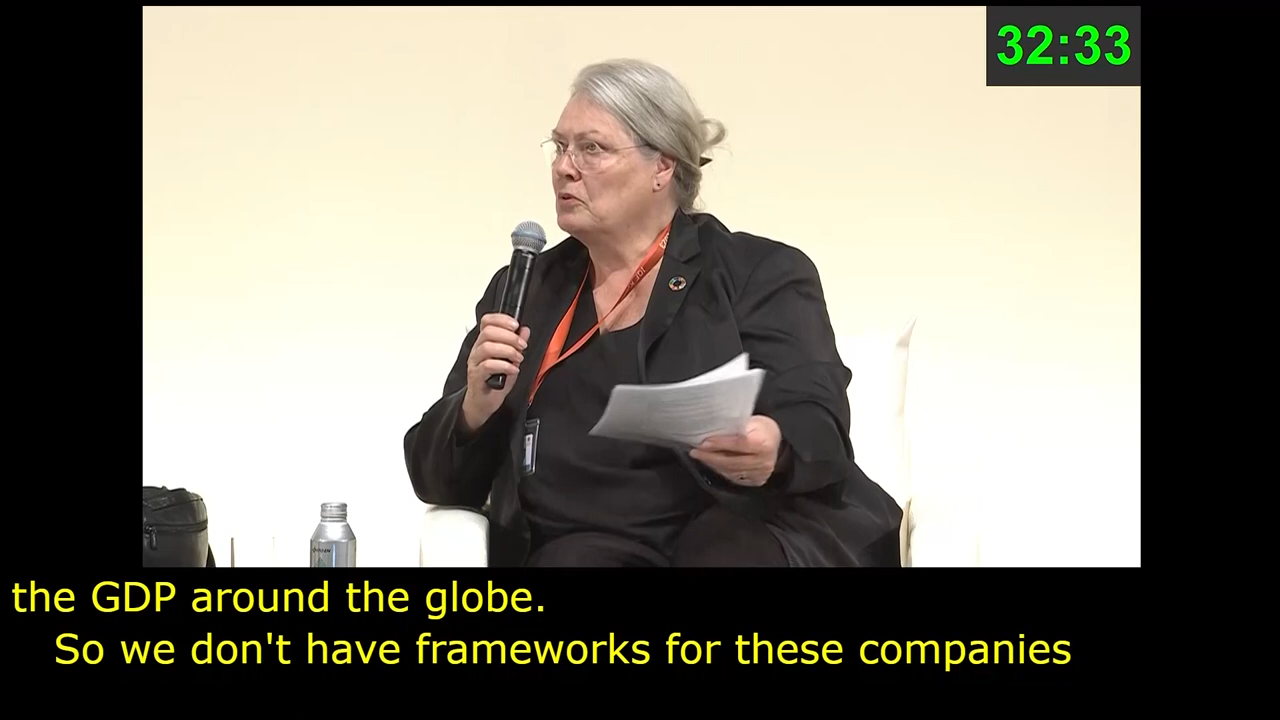 32:33
the GDP around the globe.
So we don't have frameworks for these companies